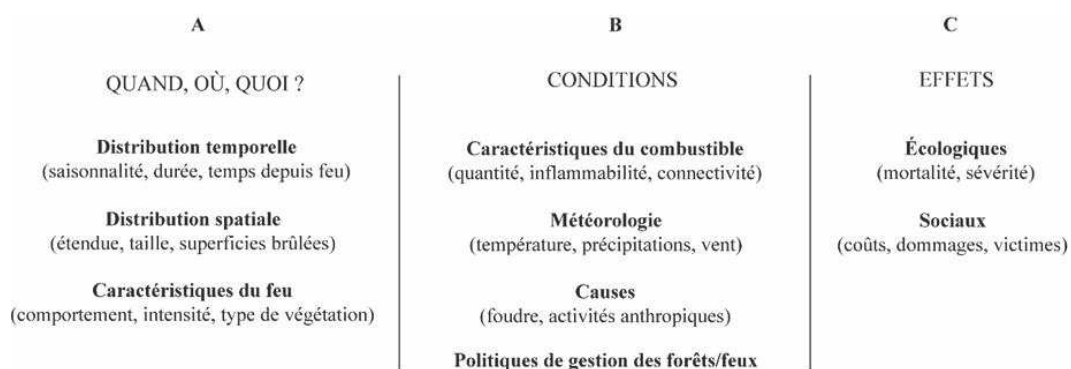 A
QUAND, OÙ, QUOI ?
Distribution temporelle
(saisonnalité, durée, temps depuis feu)
Distribution spatiale
(étendue, taille, superficies brûlées)
Caractéristiques du feu
(comportement, intensité, type de végétation)
B
CONDITIONS
Caractéristiques du combustible
(quantité, inflammabilité, connectivité)
Météorologie
(température, précipitations, vent)
Causes
(foudre, activités anthropiques)
Politiques de gestion des forêts/feux
C
EFFETS
Écologiques
(mortalité, sévérité)
Sociaux
(coûts, dommages, victimes)